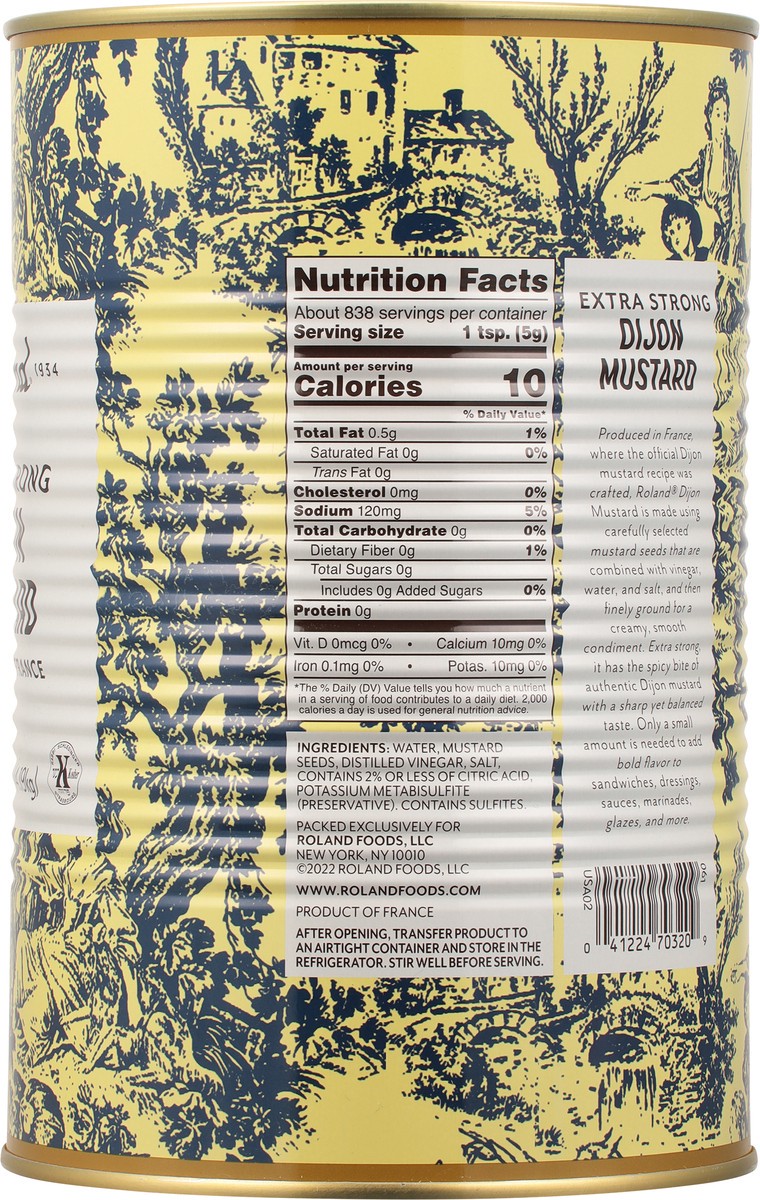 1934
Nutrition Facts
About 838 servings per container
Serving size 1 tsp. (5g)
Amount per serving
Calories 10
% Daily Value*
Total Fat 0.5g 1%
Saturated Fat 0g 0%
Trans Fat 0g
Cholesterol 0mg 0%
Sodium 120mg 5%
Total Carbohydrate 0g 0%
Dietary Fiber 0g 1%
Total Sugars 0g
Includes 0g Added Sugars 0%
Protein 0g
Vit. D 0mcg 0% • Calcium 10mg 0%
Iron 0.1mg 0% • Potas. 10mg 0%
*The % Daily (DV) Value tells you how much a nutrient
in a serving of food contributes to a daily diet. 2,000
calories a day is used for general nutrition advice.
INGREDIENTS: WATER, MUSTARD
SEEDS, DISTILLED VINEGAR, SALT,
CONTAINS 2% OR LESS OF CITRIC ACID,
POTASSIUM METABISULFITE
(PRESERVATIVE). CONTAINS SULFITES.
PACKED EXCLUSIVELY FOR
ROLAND FOODS, LLC
NEW YORK, NY 10010
©2022 ROLAND FOODS, LLC
WWW.ROLANDFOODS.COM
PRODUCT OF FRANCE
AFTER OPENING, TRANSFER PRODUCT TO
AN AIRTIGHT CONTAINER AND STORE IN THE
REFRIGERATOR. STIR WELL BEFORE SERVING.
EXTRA STRONG
DIJON
MUSTARD
Produced in France,
where the official Dijon
mustard recipe was
crafted, Roland® Dijon
Mustard is made using
carefully selected
mustard seeds that are
combined with vinegar,
water, and salt, and then
finely ground for a
creamy, smooth
condiment. Extra strong,
it has the spicy bite of
authentic Dijon mustard
with a sharp yet balanced
taste. Only a small
amount is needed to add
bold flavor to
sandwiches, dressings,
sauces, marinades,
glazes, and more.
USA02
061
0 41224 70320 9